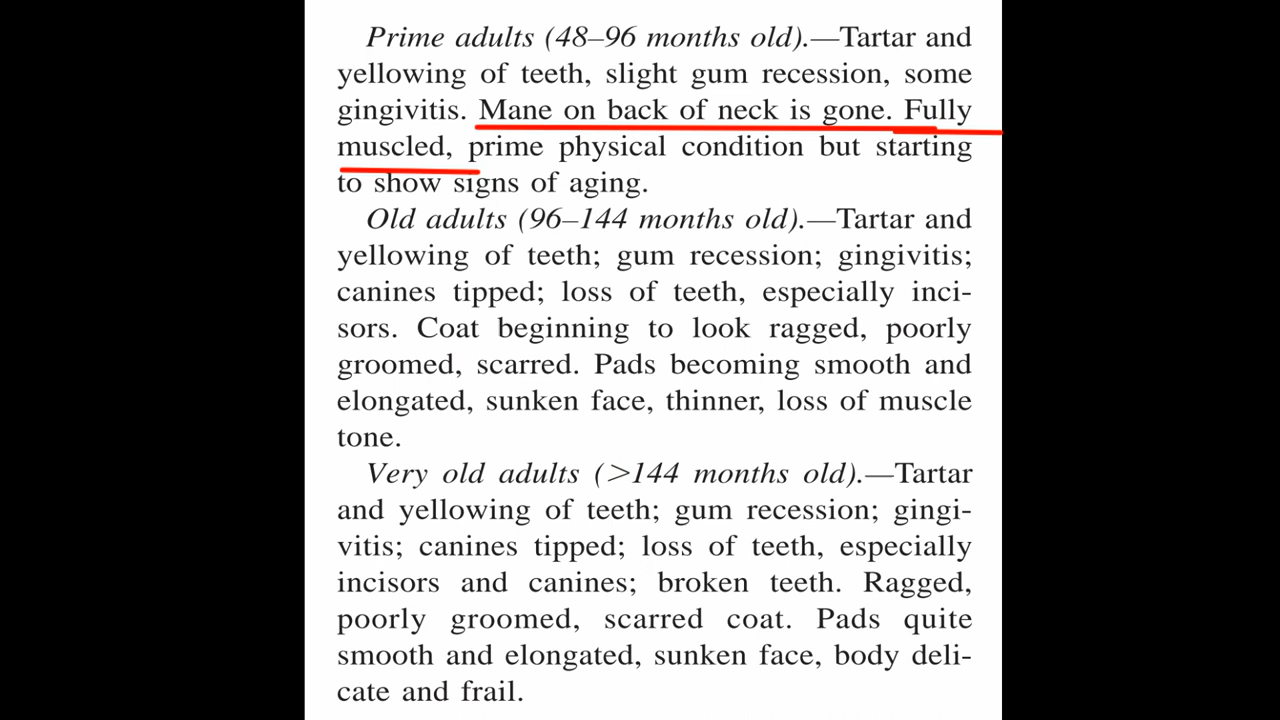 Prime adults (48–96 months old).—Tartar and
yellowing of teeth, slight gum recession, some
gingivitis. Mane on back of neck is gone. Fully
muscled, prime physical condition but starting
to show signs of aging.
Old adults (96–144 months old).—Tartar and
yellowing of teeth; gum recession; gingivitis;
canines tipped; loss of teeth, especially inci-
sors. Coat beginning to look ragged, poorly
groomed, scarred. Pads becoming smooth and
elongated, sunken face, thinner, loss of muscle
tone.
Very old adults (>144 months old).—Tartar
and yellowing of teeth; gum recession; gingi-
vitis; canines tipped; loss of teeth, especially
incisors and canines; broken teeth. Ragged,
poorly groomed, scarred coat. Pads quite
smooth and elongated, sunken face, body deli-
cate and frail.